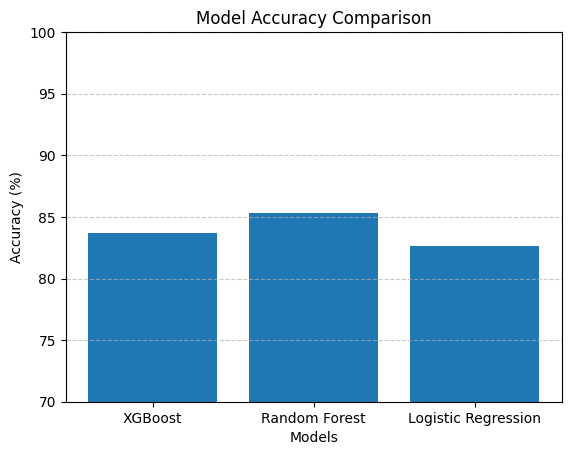 Model Accuracy Comparison
Accuracy (%)
100
95
90
85
80
75
70
XGBoost Random Forest Logistic Regression
Models